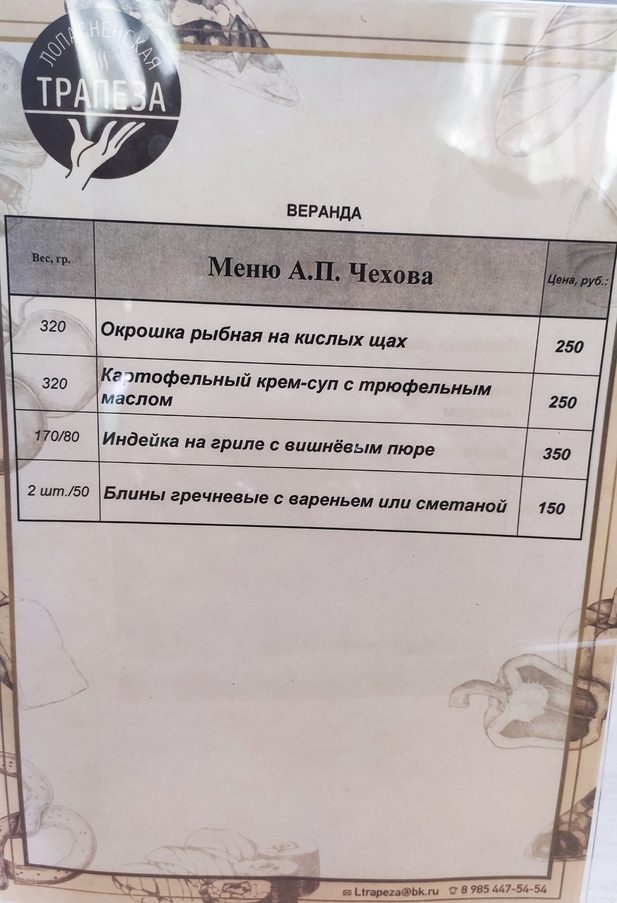 ЛОПАСНЕНСКАЯ
ТРАПЕЗА
ВЕРАНДА
Вес, гр. Меню А.П. Чехова Цена, руб.:
320 Окрошка рыбная на кислых щах 250
320 Картофельный крем-суп с трюфельным
маслом 250
170/80 Индейка на гриле с вишнёвым пюре 350
2 шт./50 Блины гречневые с вареньем или сметаной 150
Ltrapeza@bk.ru 8 985 447-54-54